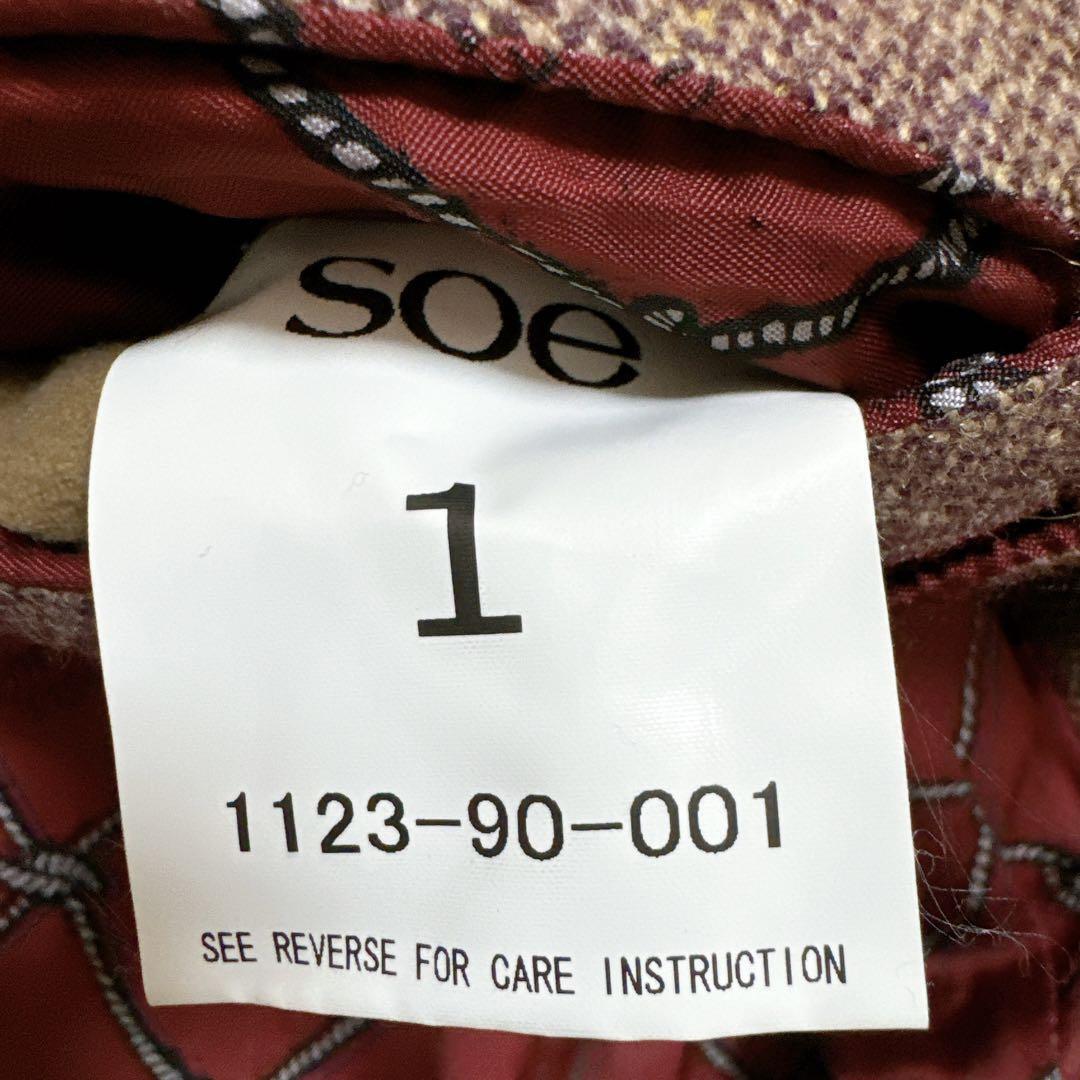 soe
1
1123-90-001
SEE REVERSE FOR CARE INSTRUCTION